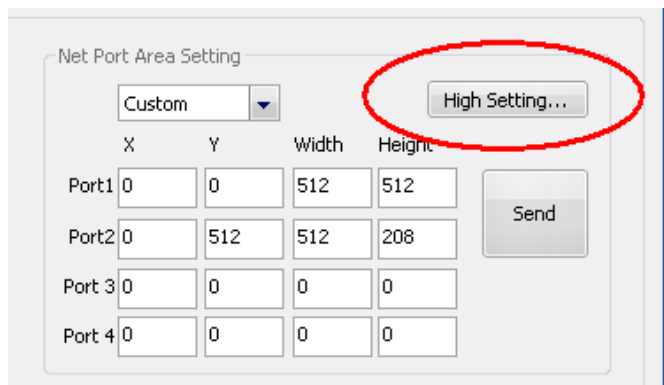 Net Port Area Setting
Custom High Setting...
X Y Width Height
Port1 0 0 512 512
Send
Port2 0 512 512 208
Port 3 0 0 0 0
Port 4 0 0 0 0